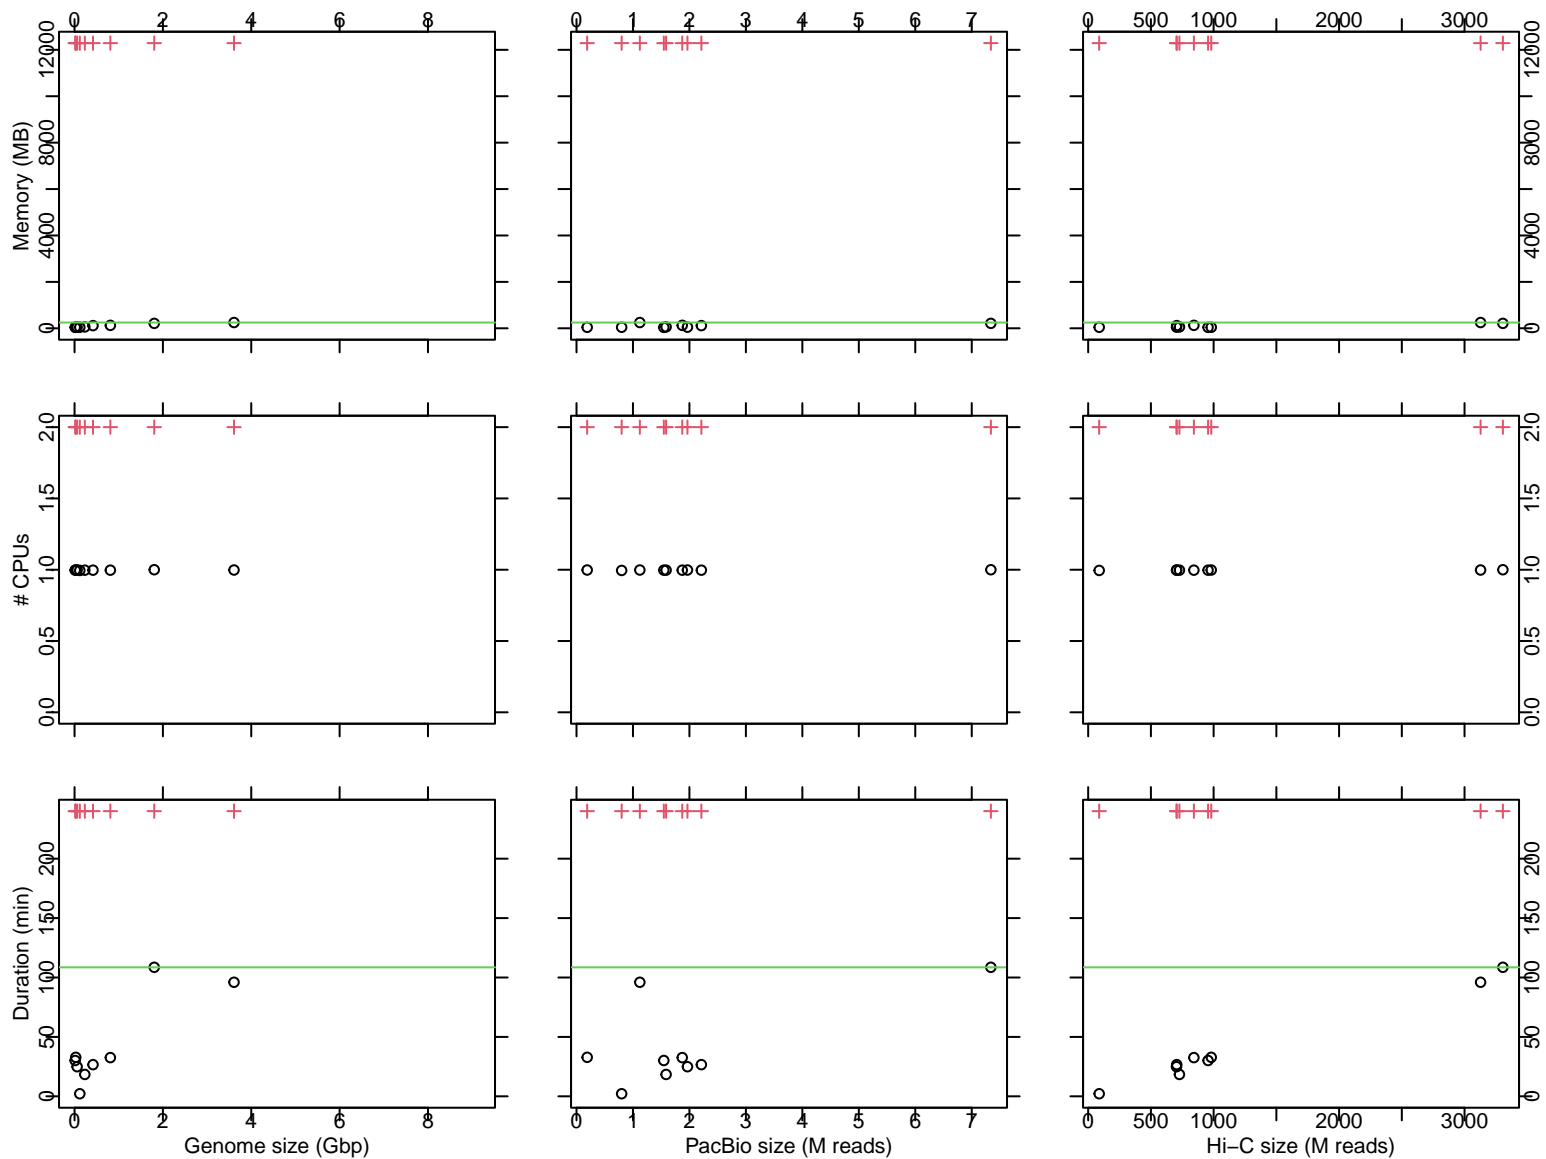 0 2 4 6 8
0 1 2 3 4 5 6 7
0 500 1000 2000 3000
Memory (MB)
0 4000 8000 12000
0 4000 8000 12000
# CPUs
0.0 0.5 1.0 1.5 2.0
0.0 0.5 1.0 1.5 2.0
Duration (min)
0 50 100 150 200
0 50 100 150 200
0 2 4 6 8
Genome size (Gbp)
0 1 2 3 4 5 6 7
PacBio size (M reads)
0 500 1000 2000 3000
Hi−C size (M reads)